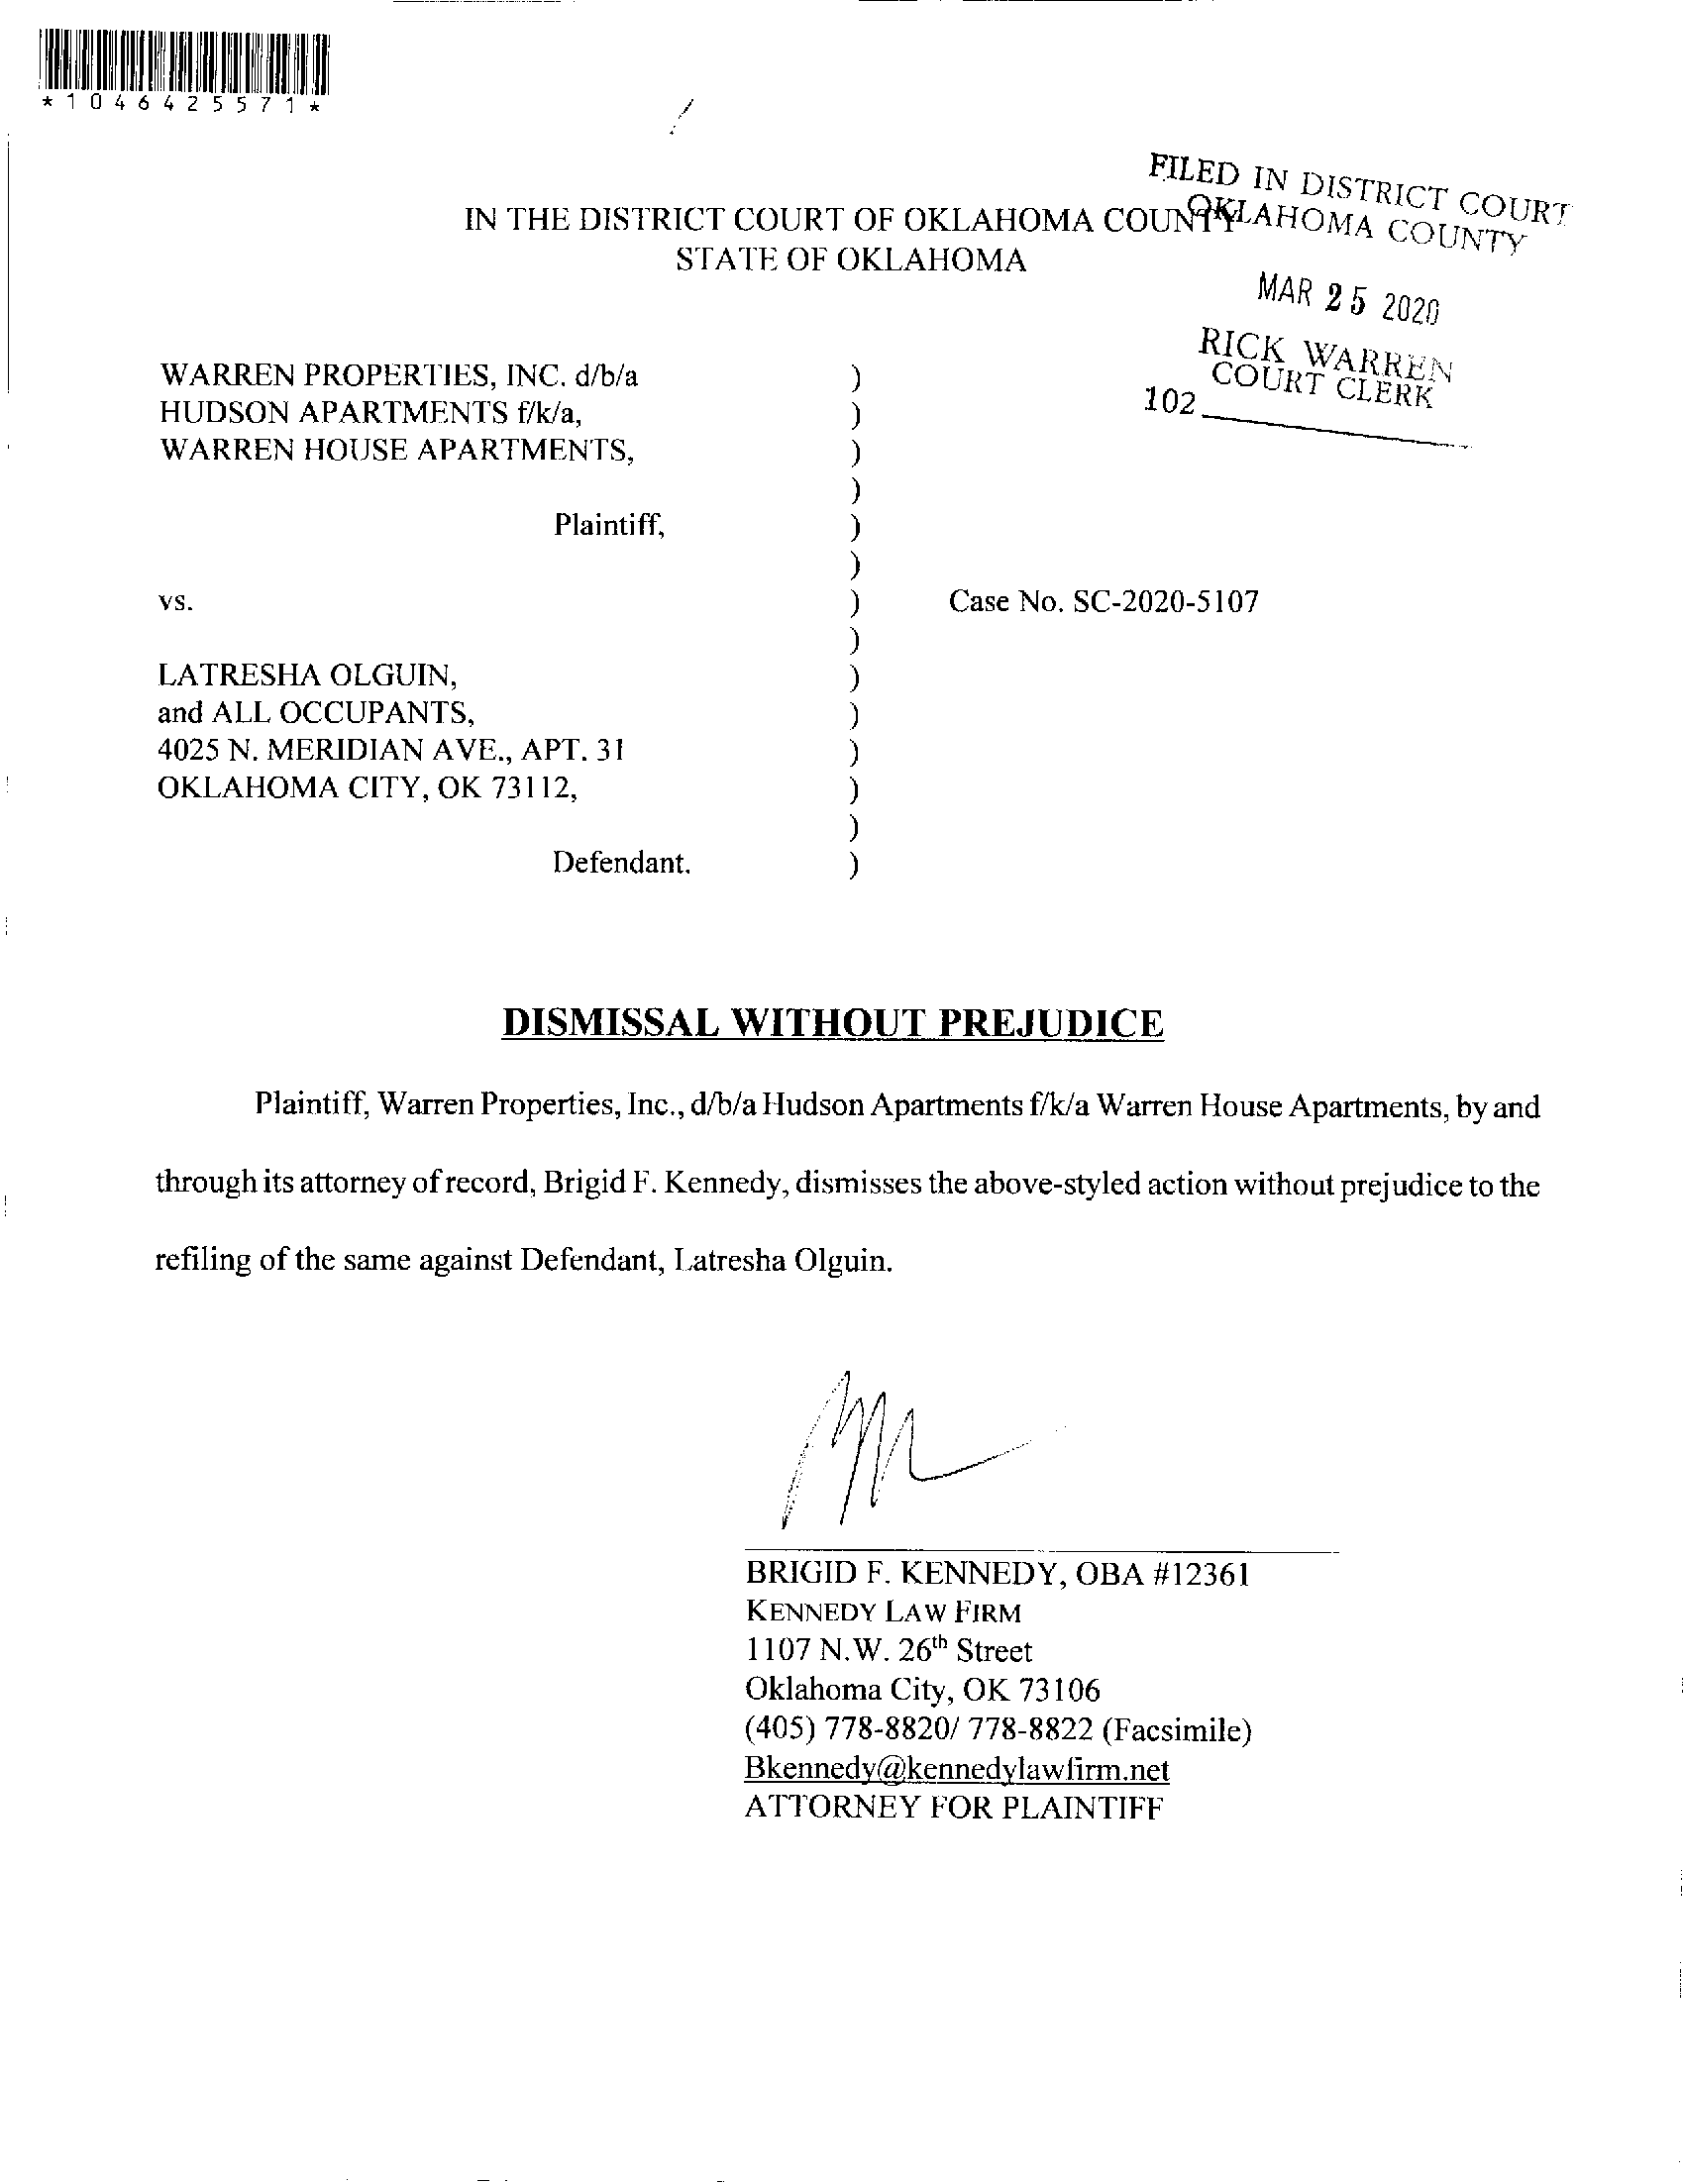 *1046425571*
FILED IN DISTRICT COURT
OKLAHOMA COUNTY
MAR 25 2020
RICK WARREN
COURT CLERK
102
IN THE DISTRICT COURT OF OKLAHOMA COUNTY
STATE OF OKLAHOMA
WARREN PROPERTIES, INC. d/b/a )
HUDSON APARTMENTS f/k/a, )
WARREN HOUSE APARTMENTS, )
)
Plaintiff, )
)
vs. ) Case No. SC-2020-5107
)
LATRESHA OLGUIN, )
and ALL OCCUPANTS, )
4025 N. MERIDIAN AVE., APT. 31 )
OKLAHOMA CITY, OK 73112, )
)
Defendant. )
DISMISSAL WITHOUT PREJUDICE
Plaintiff, Warren Properties, Inc., d/b/a Hudson Apartments f/k/a Warren House Apartments, by and
through its attorney of record, Brigid F. Kennedy, dismisses the above-styled action without prejudice to the
refiling of the same against Defendant, Latresha Olguin.
BRIGID F. KENNEDY, OBA #12361
KENNEDY LAW FIRM
1107 N.W. 26th Street
Oklahoma City, OK 73106
(405) 778-8820/ 778-8822 (Facsimile)
Bkennedy@kennedylawfirm.net
ATTORNEY FOR PLAINTIFF